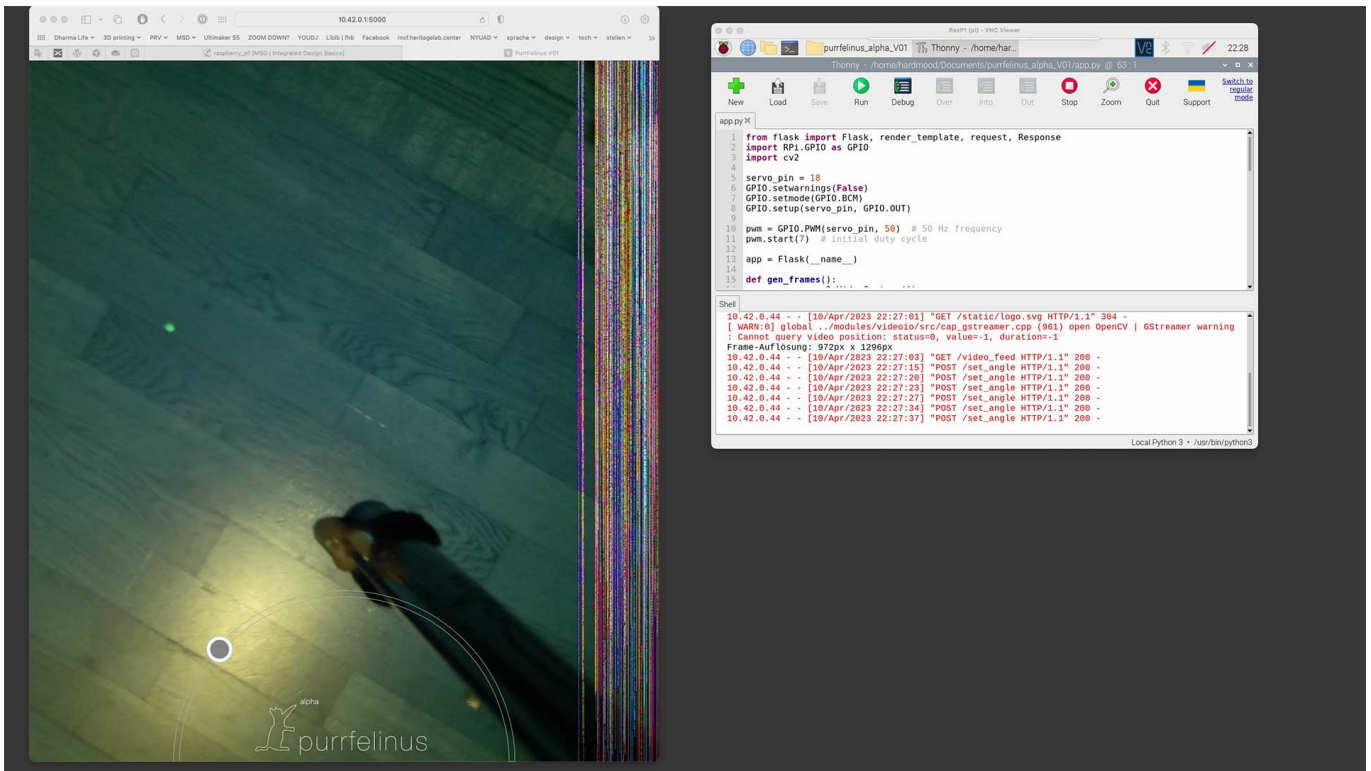 10.42.0.1:5000
Dharma Life
3D printing
PRV
MSD
Ultimaker S5
ZOOM DOWN?
YOUDJ
Libib | fhb
Facebook
mof.heritagelab.center
NYUAD
sprache
design
tech
stellen
raspberry_pi [MSD | Integrated Design Basics]
Purrfelinus V01
alpha
purrfelinus
RasP1 (pi) - VNC Viewer
purrfelinus_alpha_V01
Thonny - /home/har...
22:28
Thonny - /home/hardmood/Documents/purrfelinus_alpha_V01/app.py @ 63 : 1
New
Load
Save
Run
Debug
Over
Into
Out
Stop
Zoom
Quit
Support
Switch to
regular
mode
app.py
1 from flask import Flask, render_template, request, Response
2 import RPi.GPIO as GPIO
3 import cv2
4
5 servo_pin = 18
6 GPIO.setwarnings(False)
7 GPIO.setmode(GPIO.BCM)
8 GPIO.setup(servo_pin, GPIO.OUT)
9
10 pwm = GPIO.PWM(servo_pin, 50) # 50 Hz frequency
11 pwm.start(7) # initial duty cycle
12
13 app = Flask(__name__)
14
15 def gen_frames():
Shell
10.42.0.44 - - [10/Apr/2023 22:27:01] "GET /static/logo.svg HTTP/1.1" 304 -
[ WARN:0] global ../modules/videoio/src/cap_gstreamer.cpp (961) open OpenCV | GStreamer warning
: Cannot query video position: status=0, value=-1, duration=-1
Frame-Auflösung: 972px x 1296px
10.42.0.44 - - [10/Apr/2023 22:27:03] "GET /video_feed HTTP/1.1" 200 -
10.42.0.44 - - [10/Apr/2023 22:27:15] "POST /set_angle HTTP/1.1" 200 -
10.42.0.44 - - [10/Apr/2023 22:27:20] "POST /set_angle HTTP/1.1" 200 -
10.42.0.44 - - [10/Apr/2023 22:27:23] "POST /set_angle HTTP/1.1" 200 -
10.42.0.44 - - [10/Apr/2023 22:27:27] "POST /set_angle HTTP/1.1" 200 -
10.42.0.44 - - [10/Apr/2023 22:27:34] "POST /set_angle HTTP/1.1" 200 -
10.42.0.44 - - [10/Apr/2023 22:27:37] "POST /set_angle HTTP/1.1" 200 -
Local Python 3 • /usr/bin/python3